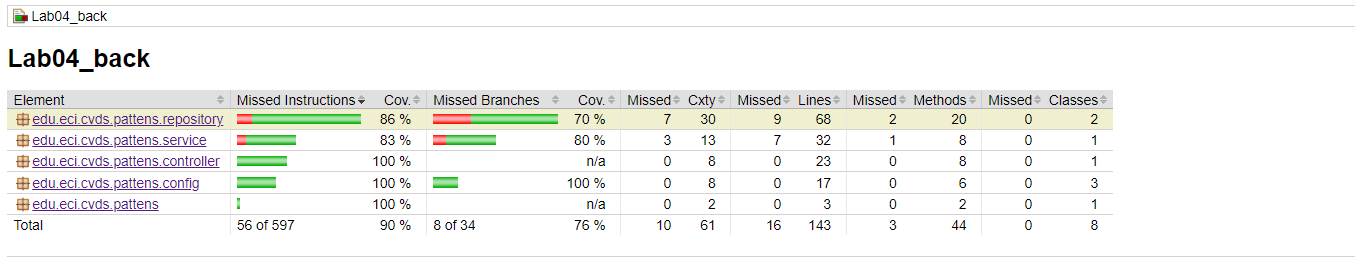 Lab04_back
Lab04_back
Element Missed Instructions Cov. Missed Branches Cov. Missed Cxty Missed Lines Missed Methods Missed Classes
edu.eci.cvds.pattens.repository 86 % 70 % 7 30 9 68 2 20 0 2
edu.eci.cvds.pattens.service 83 % 80 % 3 13 7 32 1 8 0 1
edu.eci.cvds.pattens.controller 100 % n/a 0 8 0 23 0 8 0 1
edu.eci.cvds.pattens.config 100 % 100 % 0 8 0 17 0 6 0 3
edu.eci.cvds.pattens 100 % n/a 0 2 0 3 0 2 0 1
Total 56 of 597 90 % 8 of 34 76 % 10 61 16 143 3 44 0 8